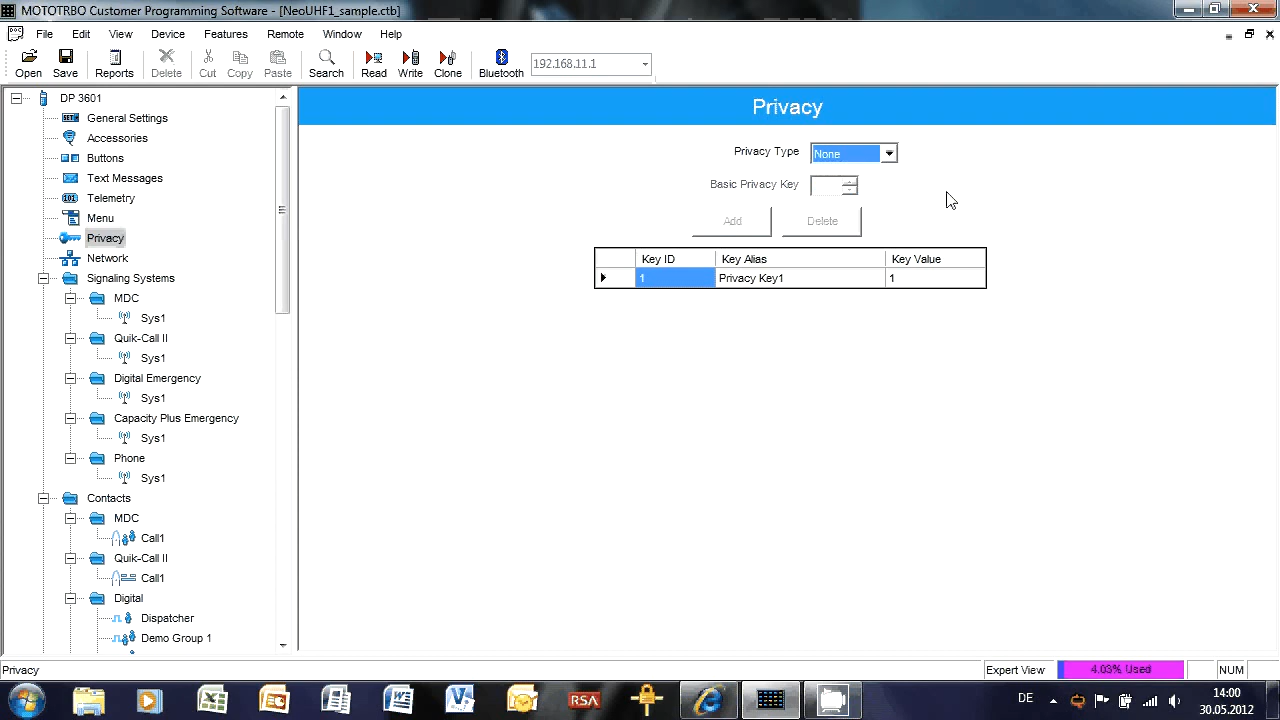 MOTOTRBO Customer Programming Software - [NeoUHF1_sample.ctb]
File Edit View Device Features Remote Window Help
Open Save Reports Delete Cut Copy Paste Search Read Write Clone Bluetooth 192.168.11.1
DP 3601
General Settings
Accessories
Buttons
Text Messages
Telemetry
Menu
Privacy
Network
Signaling Systems
MDC
Sys1
Quik-Call II
Sys1
Digital Emergency
Sys1
Capacity Plus Emergency
Sys1
Phone
Sys1
Contacts
MDC
Call1
Quik-Call II
Call1
Digital
Dispatcher
Demo Group 1
Privacy
Privacy Type None
Basic Privacy Key
Add Delete
Key ID Key Alias Key Value
1 Privacy Key1 1
Privacy Expert View 4.03% Used NUM
RSA DE 14:00
30.05.2012